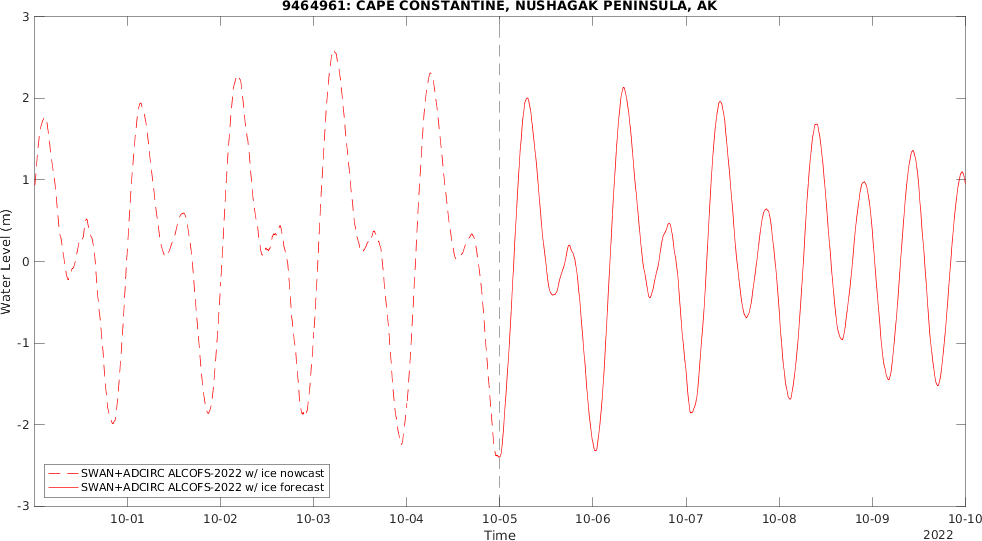 9464961: CAPE CONSTANTINE, NUSHAGAK PENINSULA, AK
3
2
1
0
-1
-2
-3
Water Level (m)
SWAN+ADCIRC ALCOFS-2022 w/ ice nowcast
SWAN+ADCIRC ALCOFS-2022 w/ ice forecast
10-01 10-02 10-03 10-04 10-05 10-06 10-07 10-08 10-09 10-10
Time
2022